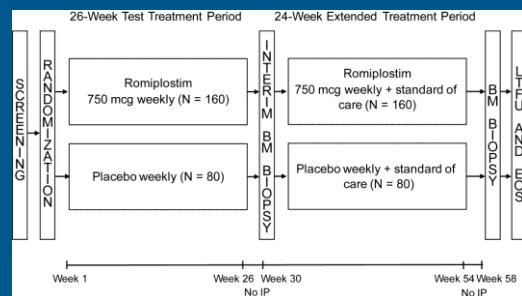 26-Week Test Treatment Period
24-Week Extended Treatment Period
SCREENING
RANDOMIZATION
Romiplostim
750 mcg weekly (N = 160)
Placebo weekly (N = 80)
INTERIM BM BIOPSY
Romiplostim
750 mcg weekly + standard of
care (N = 160)
Placebo weekly + standard of
care (N = 80)
BM BIOPSY
LTFU AND EOS
Week 1
Week 26
Week 30
Week 54
Week 58
No IP
No IP